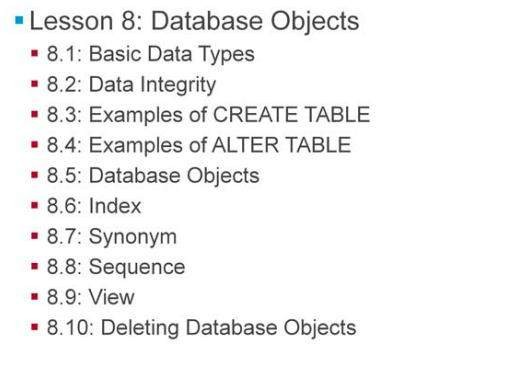 Lesson 8: Database Objects
8.1: Basic Data Types
8.2: Data Integrity
8.3: Examples of CREATE TABLE
8.4: Examples of ALTER TABLE
8.5: Database Objects
8.6: Index
8.7: Synonym
8.8: Sequence
8.9: View
8.10: Deleting Database Objects